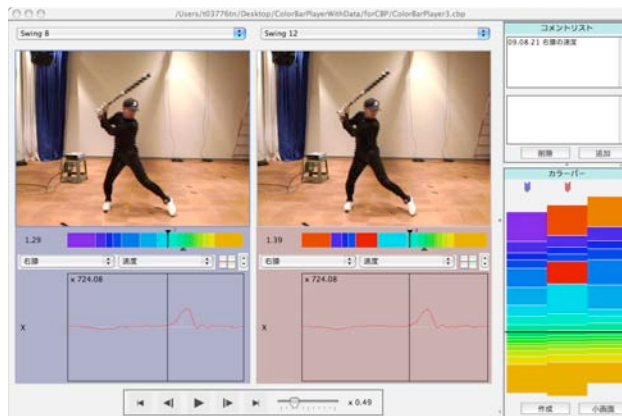 /Users/t03776tn/Desktop/ColorBarPlayerWithData/forCBP/ColorBarPlayer3.cbp
Swing 8
Swing 12
コメントリスト
09.08.21 右膝の速度
削除
追加
カラーバー
1.29
1.39
右膝
速度
右膝
速度
x 724.08
x 724.08
X
X
x 0.49
作成
小画面